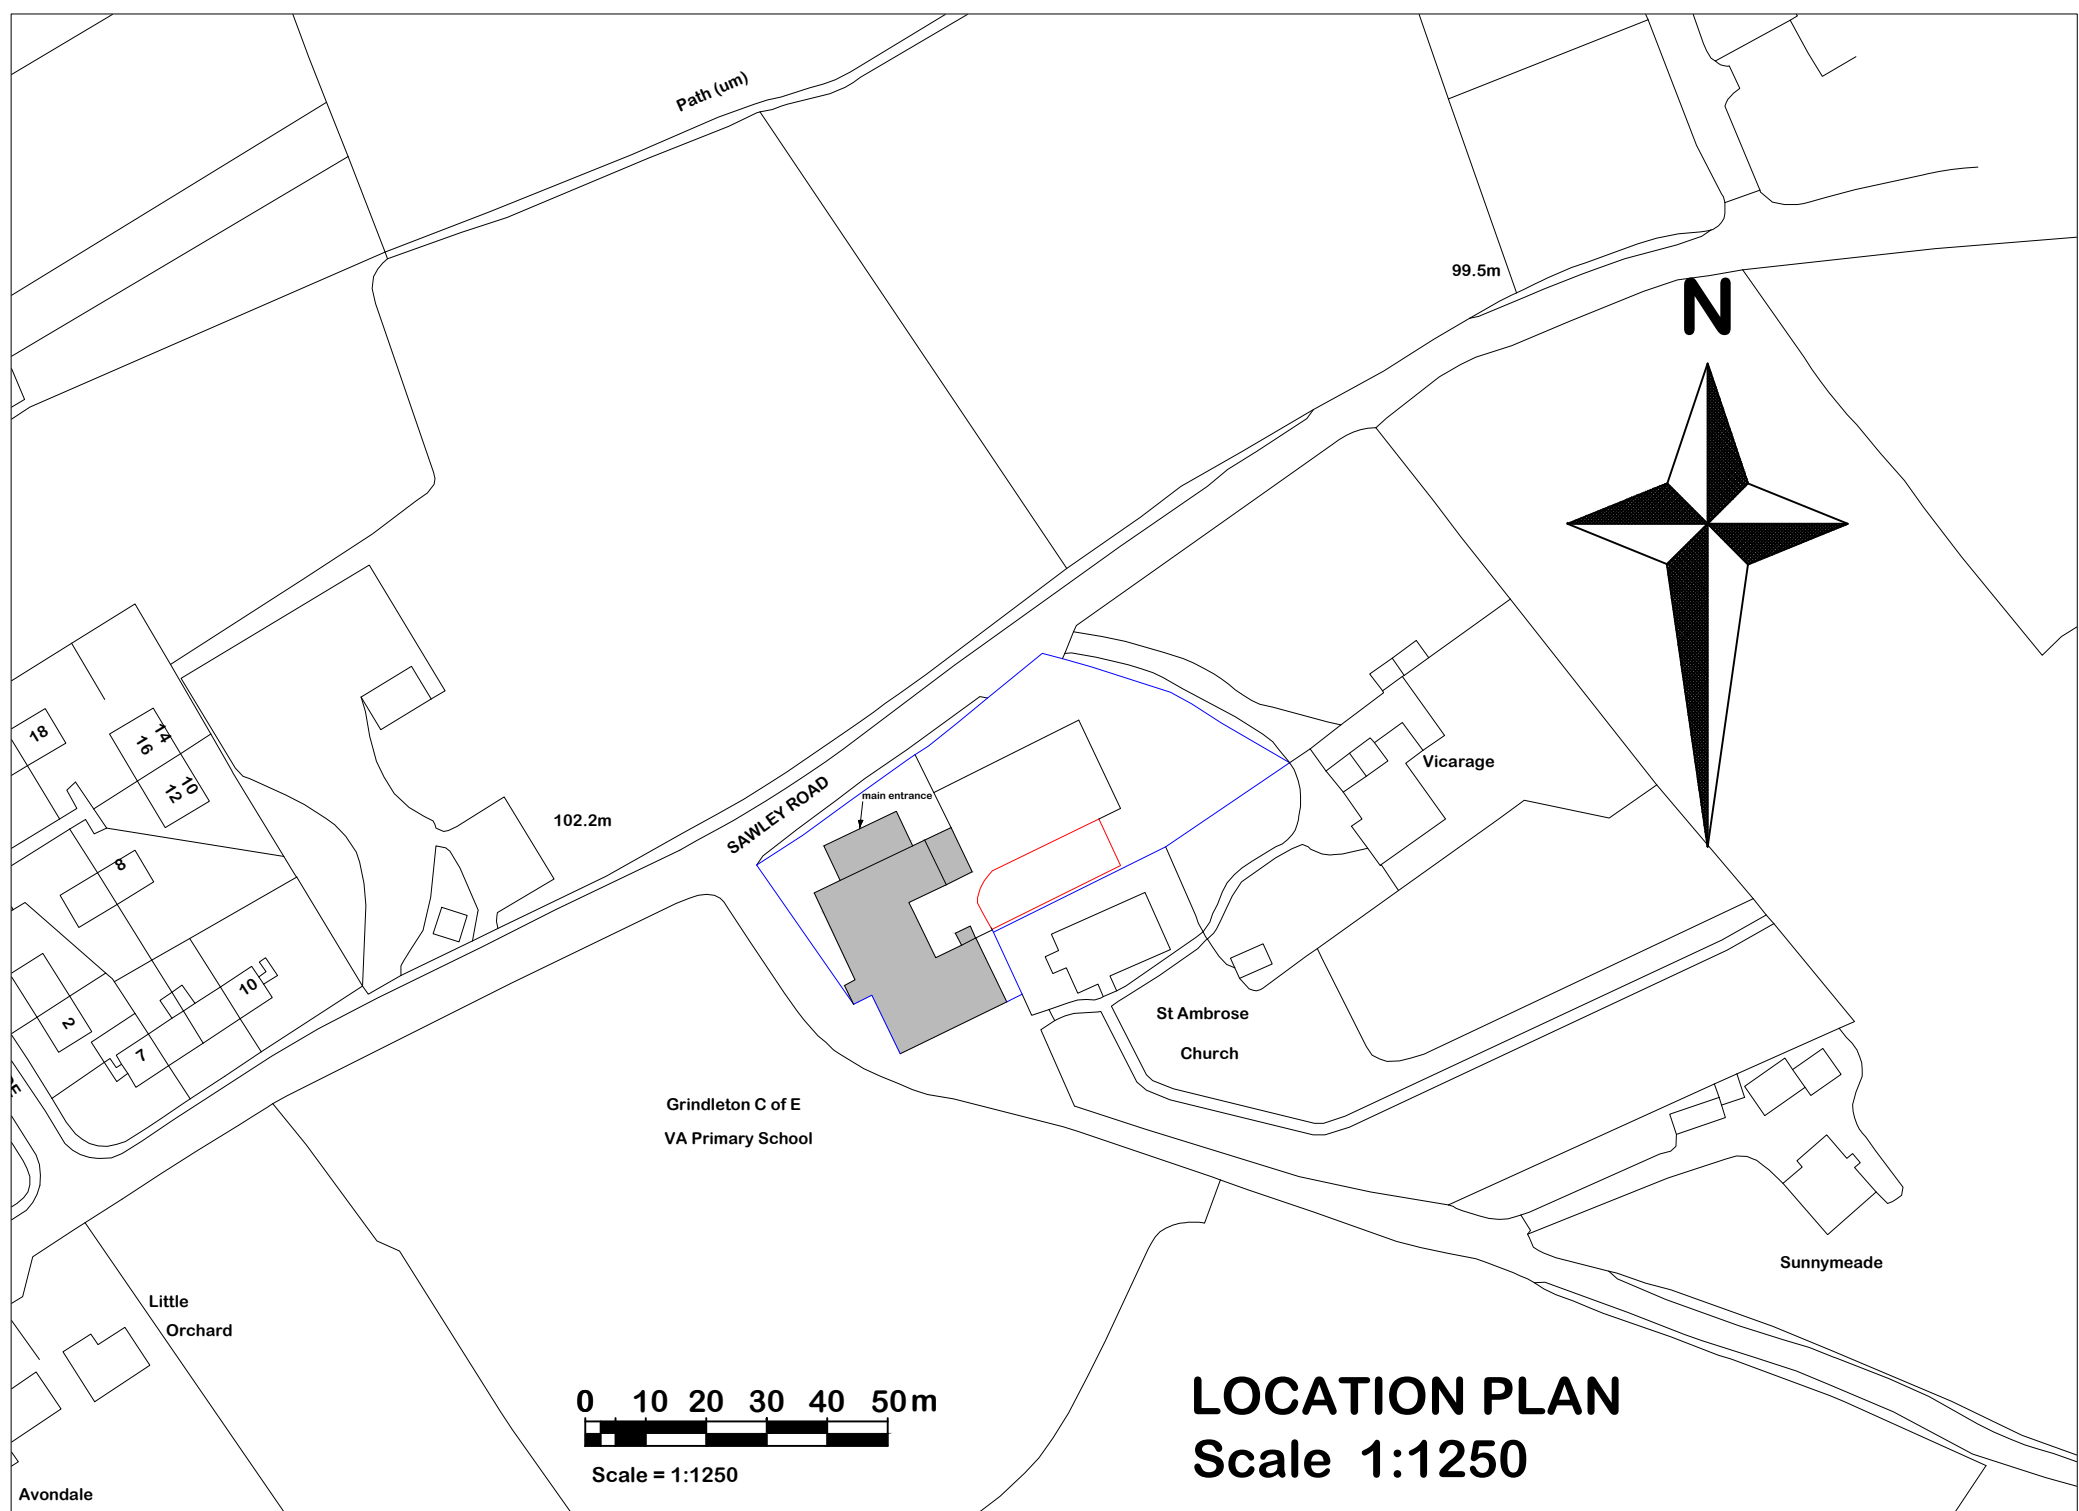 Path (um)
99.5m
N
18
14
16
10
12
Vicarage
main entrance
SAWLEY ROAD
102.2m
8
10
2
7
St Ambrose
Church
Grindleton C of E
VA Primary School
Sunnymeade
Little
Orchard
0 10 20 30 40 50m
Scale = 1:1250
LOCATION PLAN
Scale 1:1250
Avondale